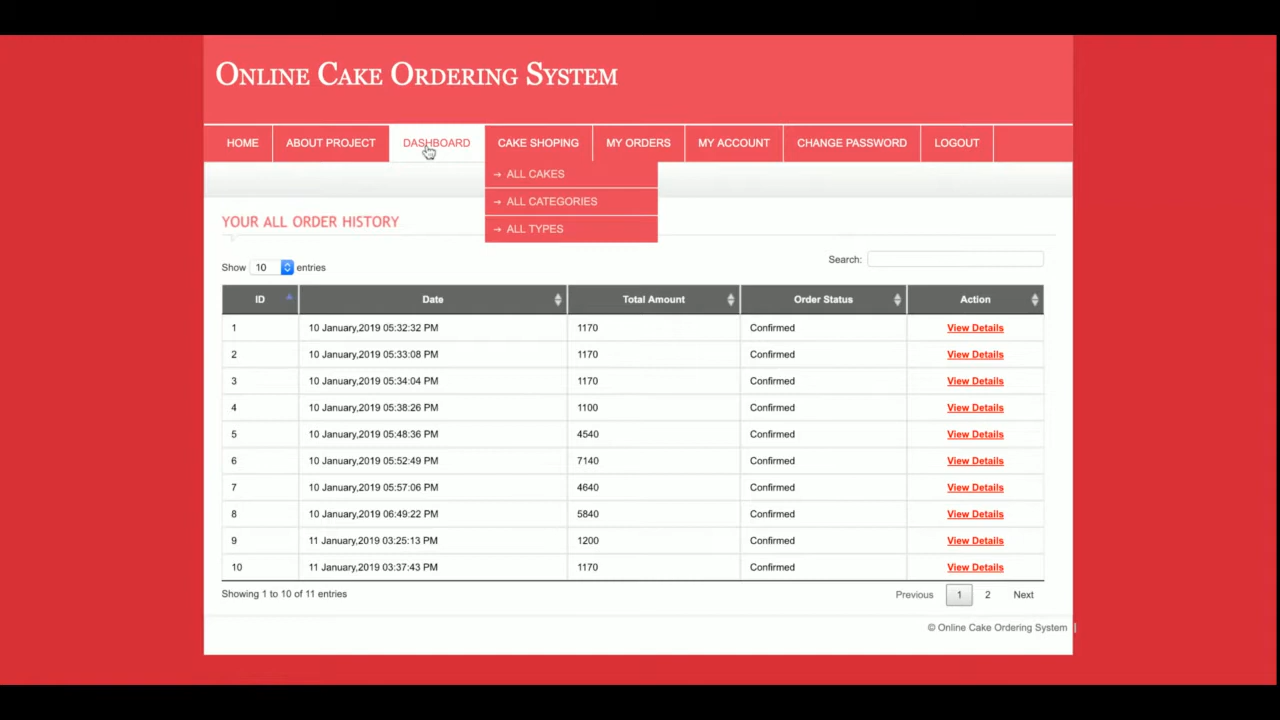 Online Cake Ordering System
HOME ABOUT PROJECT DASHBOARD CAKE SHOPING MY ORDERS MY ACCOUNT CHANGE PASSWORD LOGOUT
→ ALL CAKES
→ ALL CATEGORIES
→ ALL TYPES
YOUR ALL ORDER HISTORY
Show 10 entries Search:
ID Date Total Amount Order Status Action
1 10 January,2019 05:32:32 PM 1170 Confirmed View Details
2 10 January,2019 05:33:08 PM 1170 Confirmed View Details
3 10 January,2019 05:34:04 PM 1170 Confirmed View Details
4 10 January,2019 05:38:26 PM 1100 Confirmed View Details
5 10 January,2019 05:48:36 PM 4540 Confirmed View Details
6 10 January,2019 05:52:49 PM 7140 Confirmed View Details
7 10 January,2019 05:57:06 PM 4640 Confirmed View Details
8 10 January,2019 06:49:22 PM 5840 Confirmed View Details
9 11 January,2019 03:25:13 PM 1200 Confirmed View Details
10 11 January,2019 03:37:43 PM 1170 Confirmed View Details
Showing 1 to 10 of 11 entries Previous 1 2 Next
© Online Cake Ordering System |